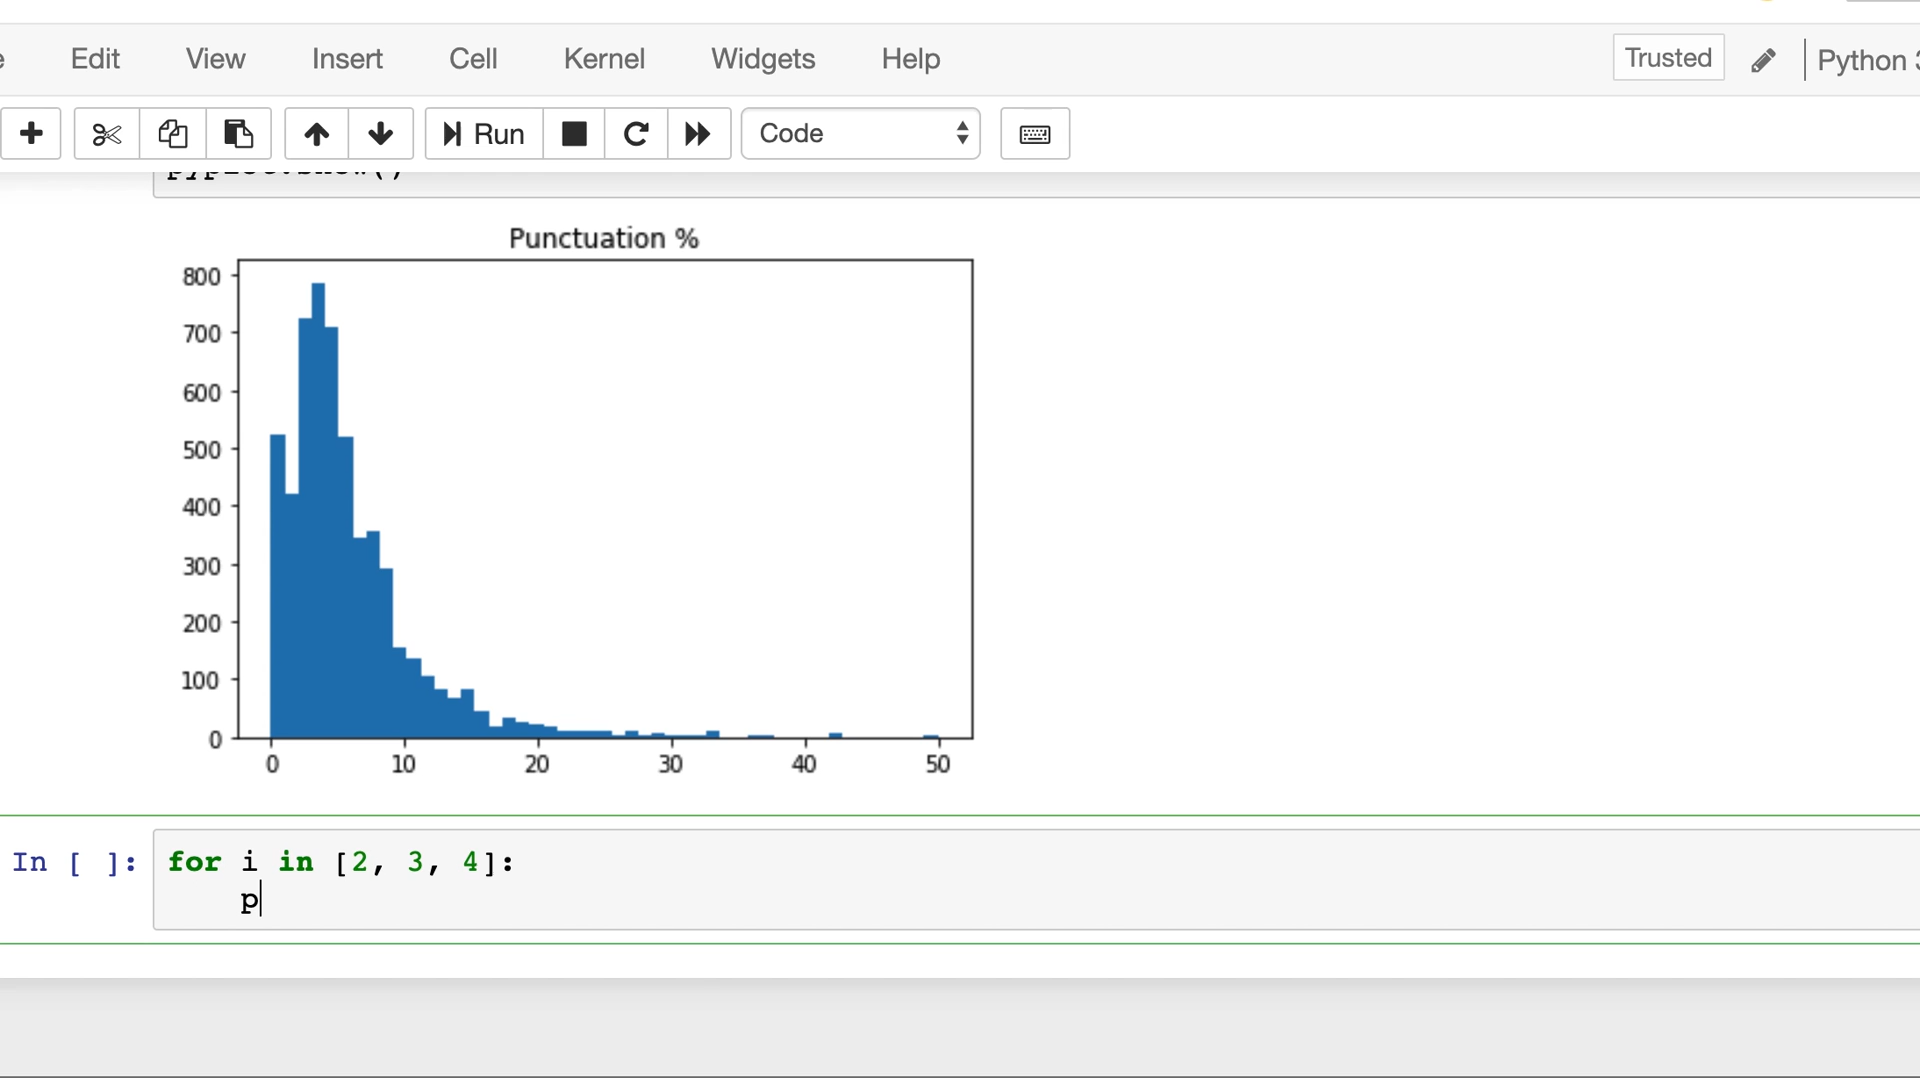 Edit View Insert Cell Kernel Widgets Help Trusted Python
Run Code
Punctuation %
800
700
600
500
400
300
200
100
0
0 10 20 30 40 50
In [ ]: for i in [2, 3, 4]:
p